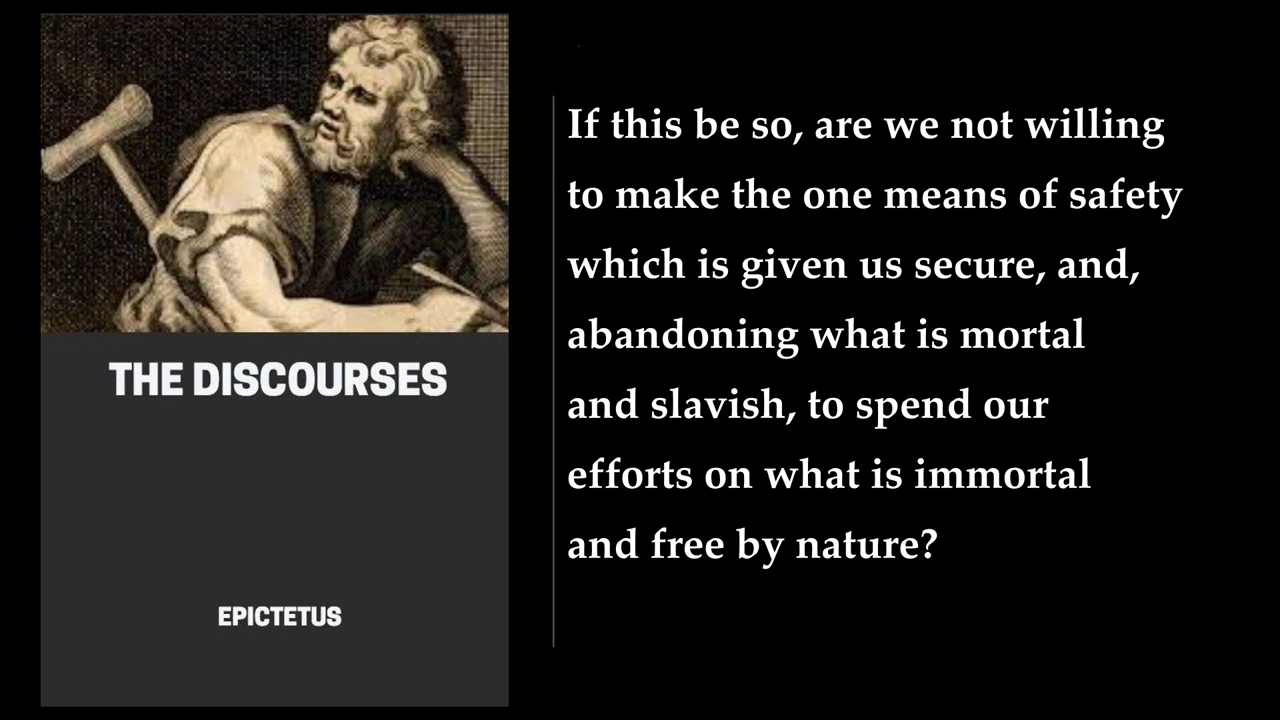 THE DISCOURSES
EPICTETUS
If this be so, are we not willing
to make the one means of safety
which is given us secure, and,
abandoning what is mortal
and slavish, to spend our
efforts on what is immortal
and free by nature?